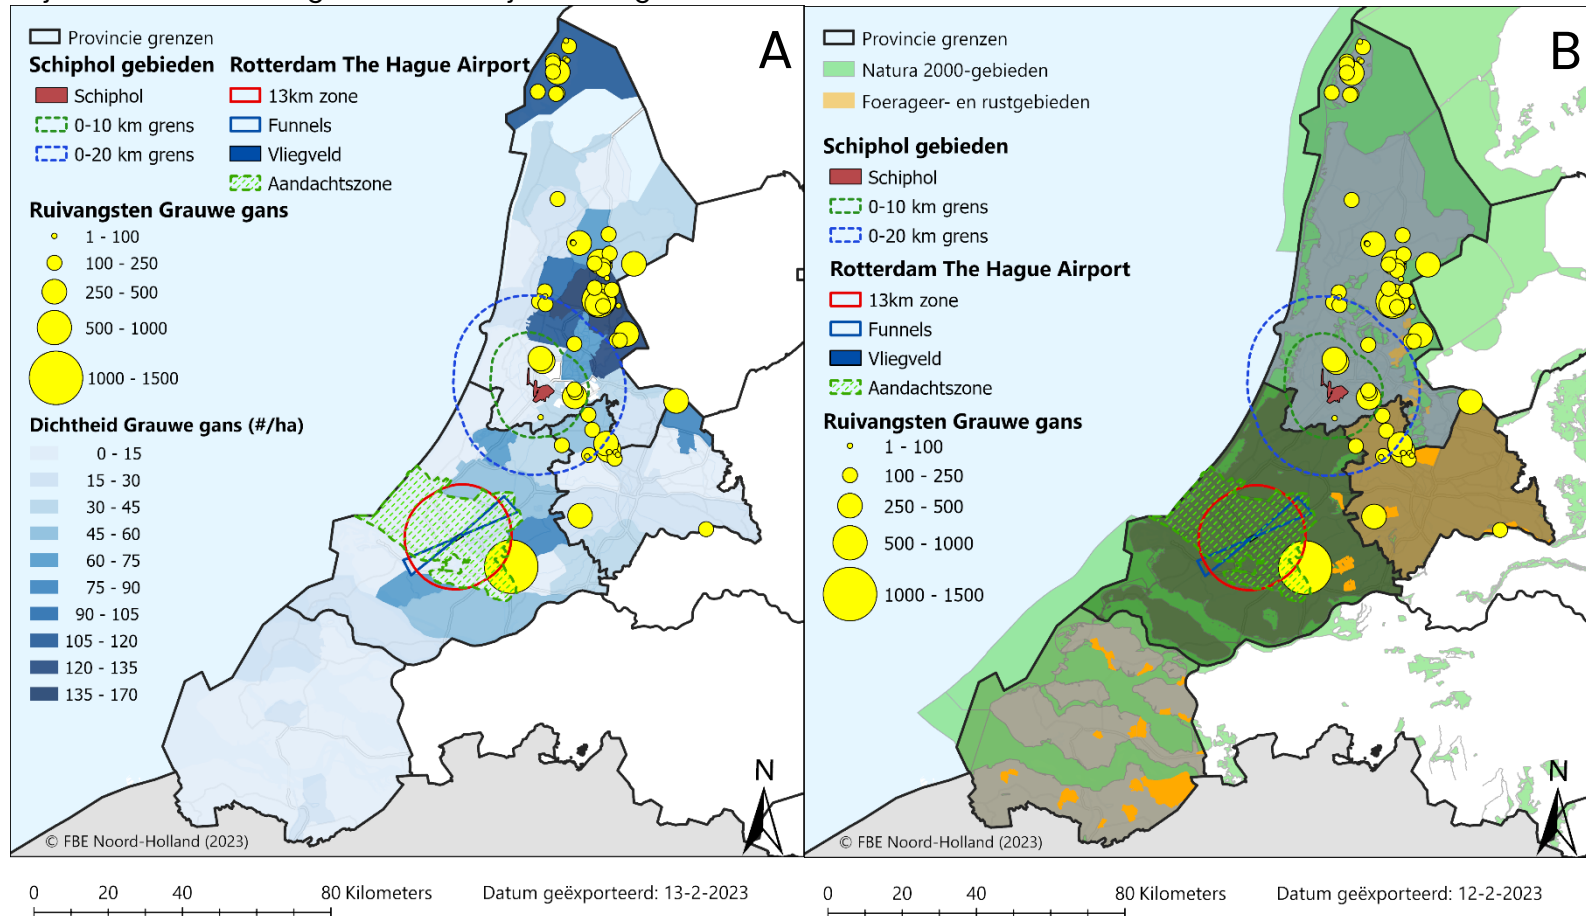 A
Provincie grenzen
Schiphol gebieden
Schiphol
0-10 km grens
0-20 km grens
Rotterdam The Hague Airport
13km zone
Funnels
Vliegveld
Aandachtszone
Ruivangsten Grauwe gans
1 - 100
100 - 250
250 - 500
500 - 1000
1000 - 1500
Dichtheid Grauwe gans (#/ha)
0 - 15
15 - 30
30 - 45
45 - 60
60 - 75
75 - 90
90 - 105
105 - 120
120 - 135
135 - 170
N
© FBE Noord-Holland (2023)
0 20 40 80 Kilometers
Datum geëxporteerd: 13-2-2023
B
Provincie grenzen
Natura 2000-gebieden
Foerageer- en rustgebieden
Schiphol gebieden
Schiphol
0-10 km grens
0-20 km grens
Rotterdam The Hague Airport
13km zone
Funnels
Vliegveld
Aandachtszone
Ruivangsten Grauwe gans
1 - 100
100 - 250
250 - 500
500 - 1000
1000 - 1500
N
© FBE Noord-Holland (2023)
0 20 40 80 Kilometers
Datum geëxporteerd: 12-2-2023